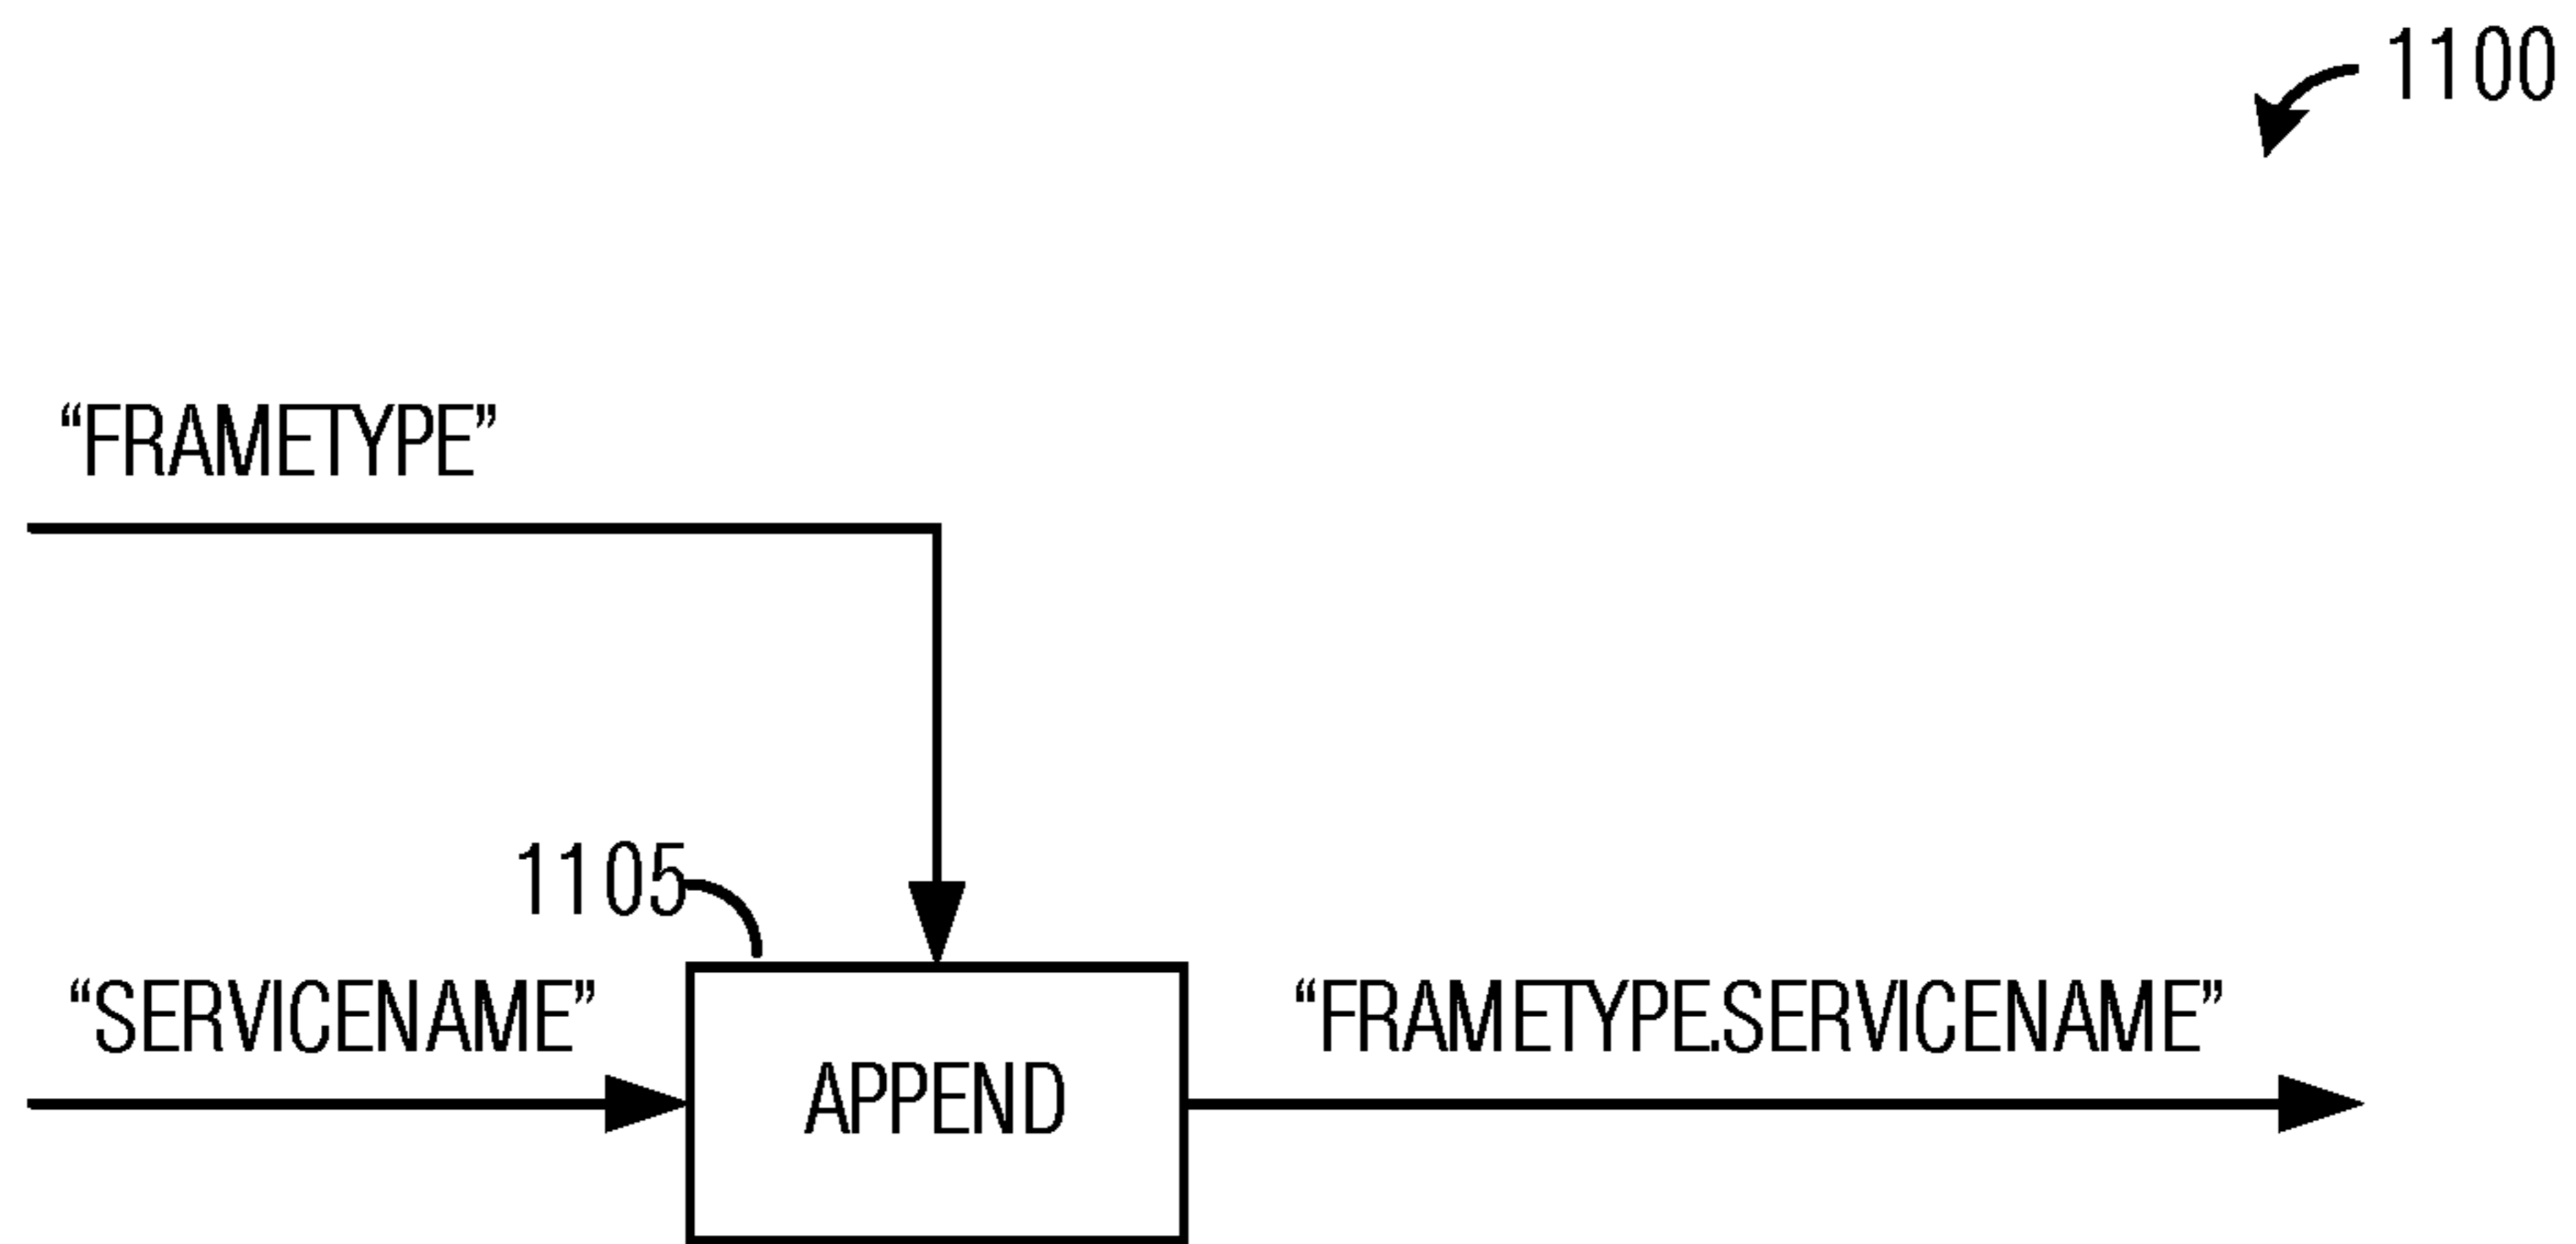 1100
“FRAMETYPE”
1105
“SERVICENAME”
“FRAMETYPE.SERVICENAME”
APPEND